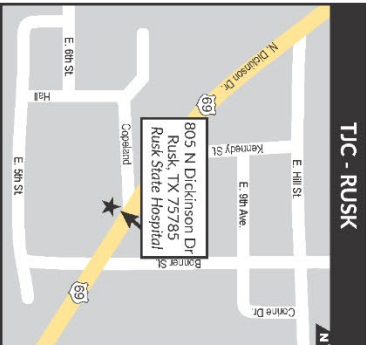 TJC - RUSK
N
E. Hill St.
Corine Dr.
N. Dickinson Dr.
69
Kennedy St.
E. 9th Ave.
805 N Dickinson Dr
Rusk, TX 75785
Rusk State Hospital
Bonner St.
69
Copeland
Hall
E. 6th St.
E. 5th St.